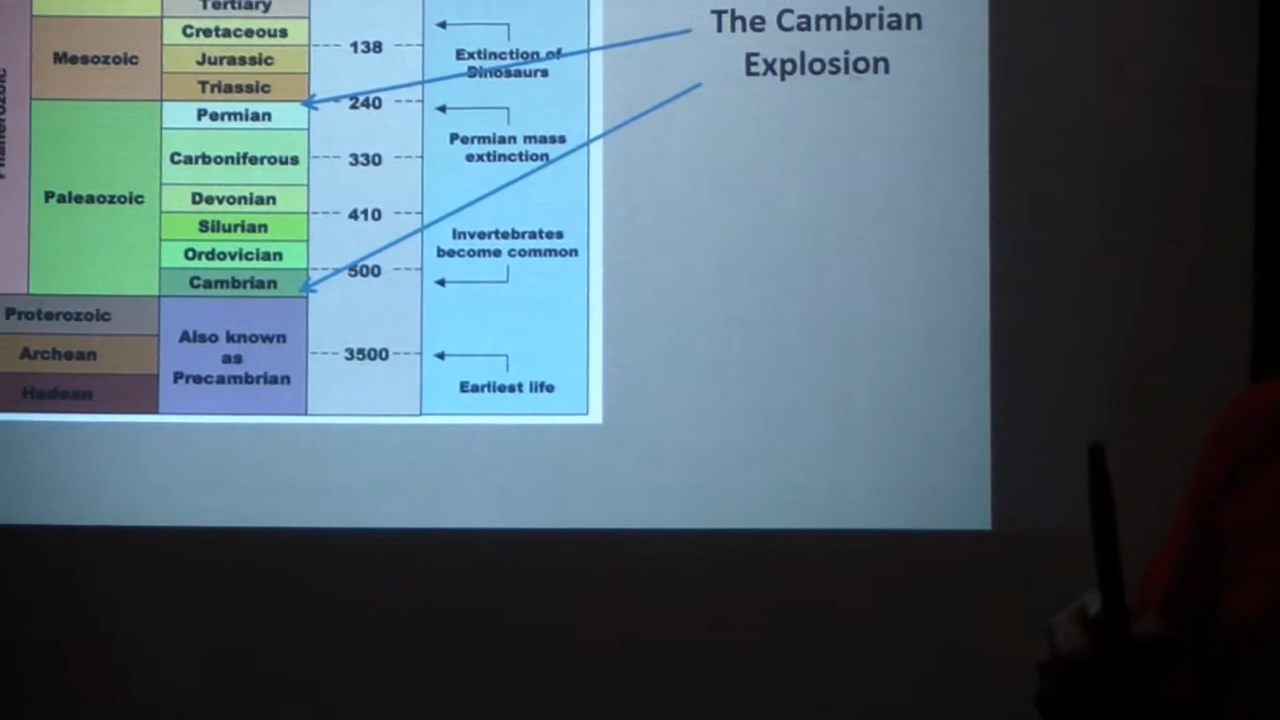 Tertiary
Cretaceous
Jurassic
Triassic
Mesozoic
Permian
Carboniferous
Devonian
Silurian
Ordovician
Cambrian
Paleaozoic
Proterozoic
Archean
Hadean
Also known
as
Precambrian
138
240
330
410
500
3500
Extinction of
Dinosaurs
Permian mass
extinction
Invertebrates
become common
Earliest life
The Cambrian
Explosion